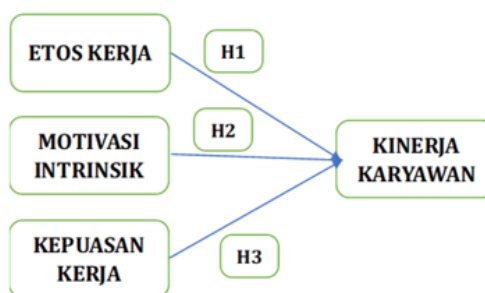 ETOS KERJA
H1
MOTIVASI
INTRINSIK
H2
KINERJA
KARYAWAN
KEPUASAN
KERJA
H3